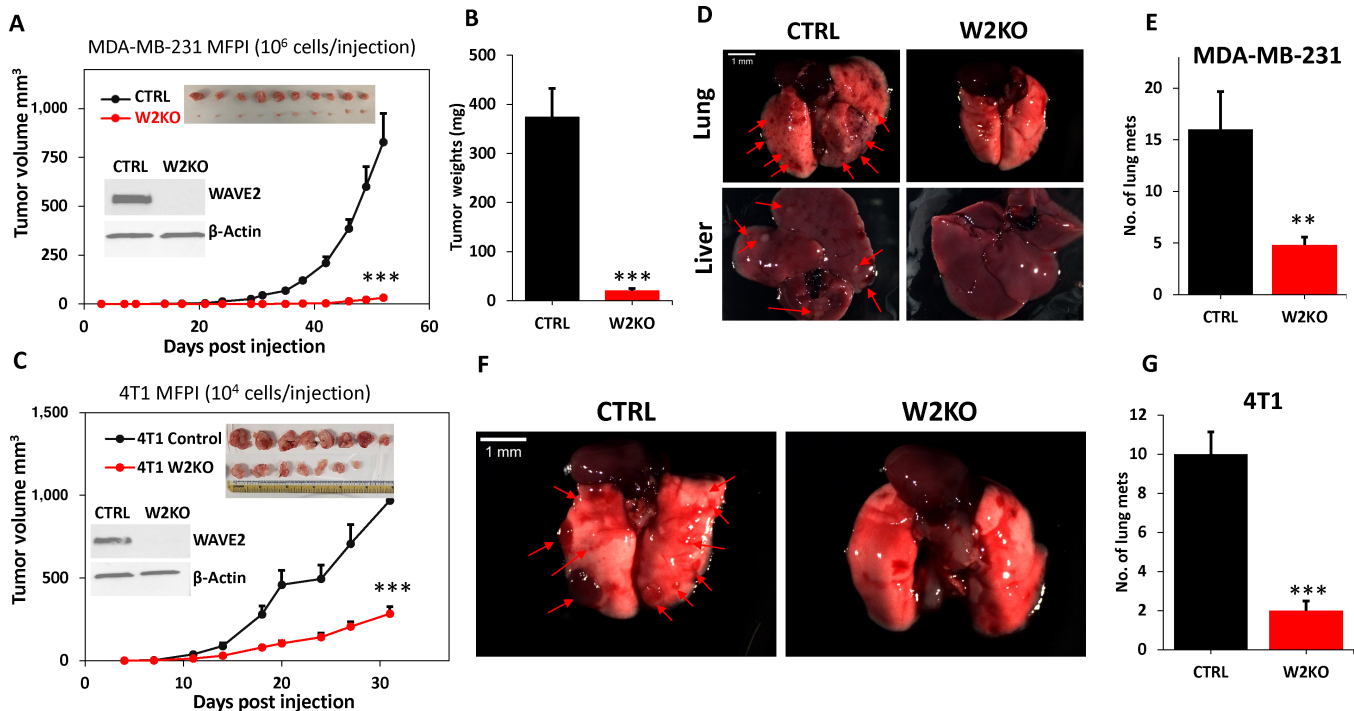 A
MDA-MB-231 MFPI (10⁶ cells/injection)
Tumor volume mm³
1,000
750
500
250
0
CTRL
W2KO
CTRL W2KO
WAVE2
β-Actin
***
0 20 40 60
Days post injection
B
Tumor weights (mg)
500
400
300
200
100
0
***
CTRL W2KO
D
CTRL W2KO
1 mm
Lung
Liver
E
MDA-MB-231
No. of lung mets
20
15
10
5
0
**
CTRL W2KO
C
4T1 MFPI (10⁴ cells/injection)
Tumor volume mm³
1,500
1,000
500
0
4T1 Control
4T1 W2KO
CTRL W2KO
WAVE2
β-Actin
***
0 10 20 30
Days post injection
F
CTRL W2KO
1 mm
G
4T1
No. of lung mets
12
10
8
6
4
2
0
***
CTRL W2KO